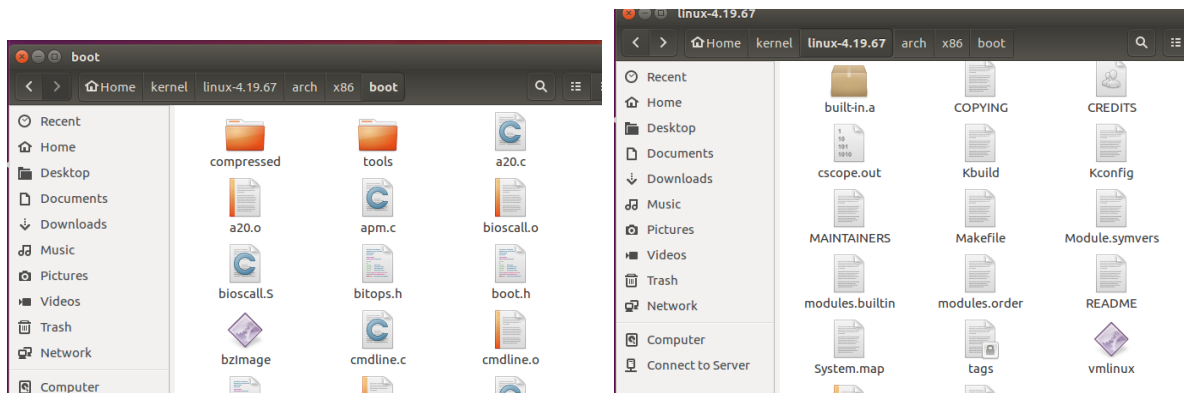 boot
Home kernel linux-4.19.67 arch x86 boot
Recent
Home
Desktop
Documents
Downloads
Music
Pictures
Videos
Trash
Network
Computer
compressed tools a20.c
a20.o apm.c bioscall.o
bioscall.S bitops.h boot.h
bzImage cmdline.c cmdline.o
linux-4.19.67
Home kernel linux-4.19.67 arch x86 boot
Recent
Home
Desktop
Documents
Downloads
Music
Pictures
Videos
Trash
Network
Computer
Connect to Server
built-in.a COPYING CREDITS
1
10
101
1010
cscope.out Kbuild Kconfig
MAINTAINERS Makefile Module.symvers
modules.builtin modules.order README
System.map tags vmlinux